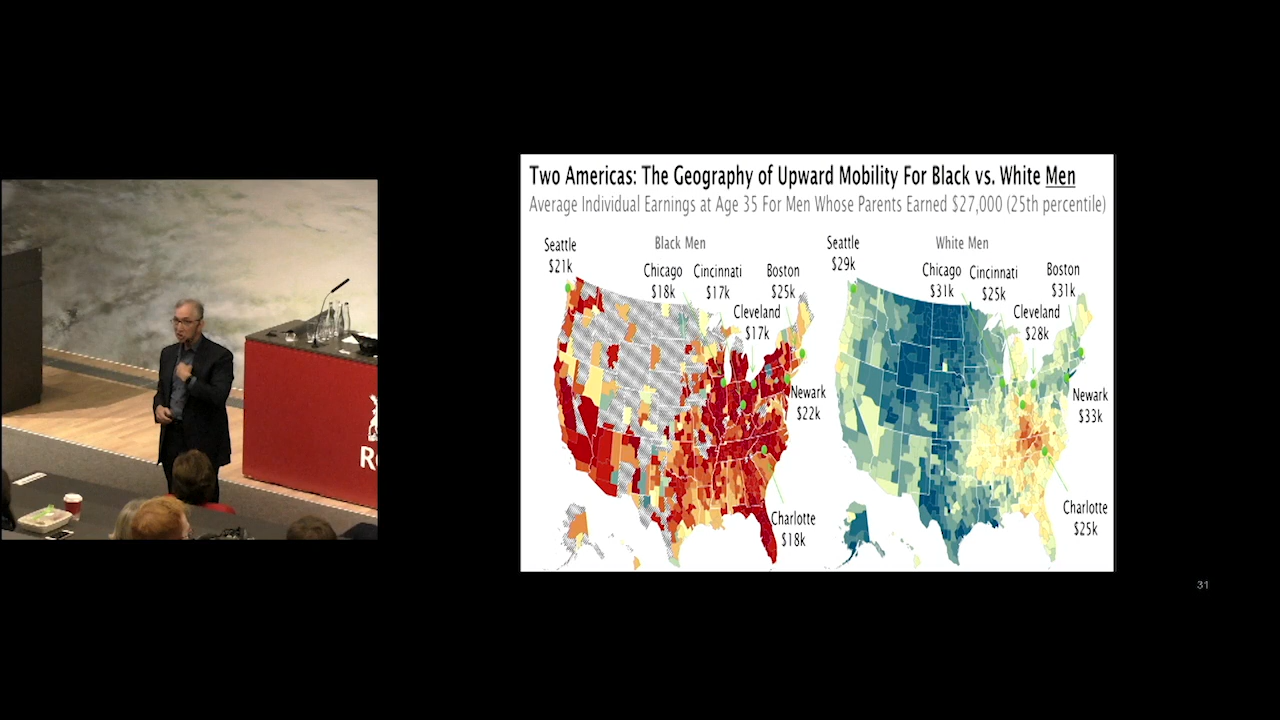 Two Americas: The Geography of Upward Mobility For Black vs. White Men
Average Individual Earnings at Age 35 For Men Whose Parents Earned $27,000 (25th percentile)
Black Men
Seattle
$21k
Chicago
$18k
Cincinnati
$17k
Boston
$25k
Cleveland
$17k
Newark
$22k
Charlotte
$18k
White Men
Seattle
$29k
Chicago
$31k
Cincinnati
$25k
Boston
$31k
Cleveland
$28k
Newark
$33k
Charlotte
$25k
31